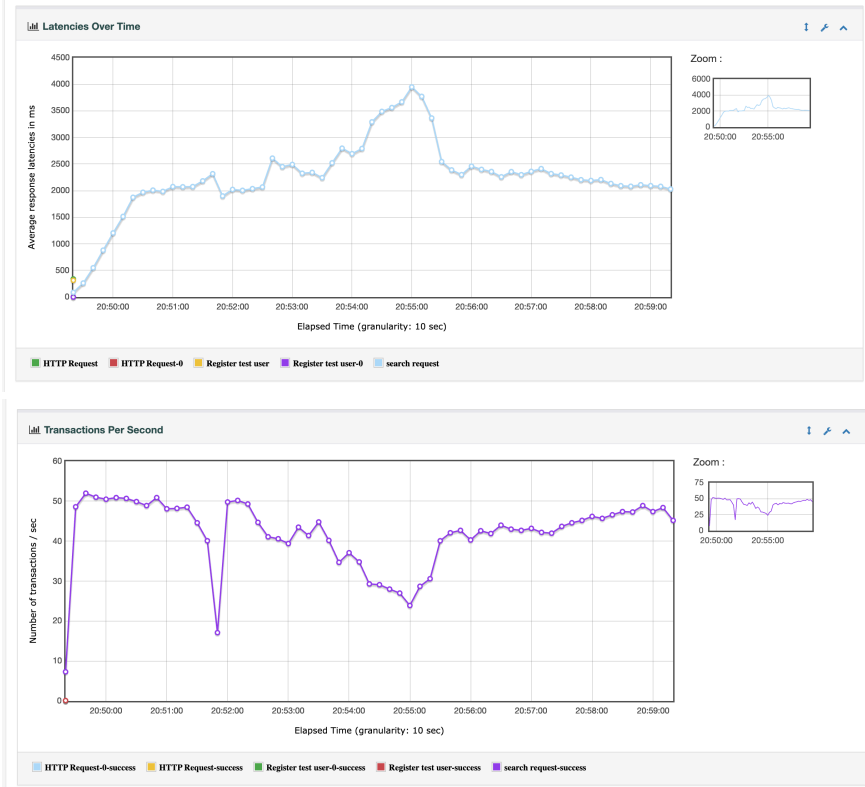 Latencies Over Time
Zoom :
4500
4000
3500
3000
2500
2000
1500
1000
500
0
Average response latencies in ms
20:50:00 20:51:00 20:52:00 20:53:00 20:54:00 20:55:00 20:56:00 20:57:00 20:58:00 20:59:00
Elapsed Time (granularity: 10 sec)
6000
4000
2000
0
20:50:00 20:55:00
HTTP Request HTTP Request-0 Register test user Register test user-0 search request
Transactions Per Second
Zoom :
60
50
40
30
20
10
0
Number of transactions / sec
20:50:00 20:51:00 20:52:00 20:53:00 20:54:00 20:55:00 20:56:00 20:57:00 20:58:00 20:59:00
Elapsed Time (granularity: 10 sec)
75
50
25
0
20:50:00 20:55:00
HTTP Request-0-success HTTP Request-success Register test user-0-success Register test user-success search request-success